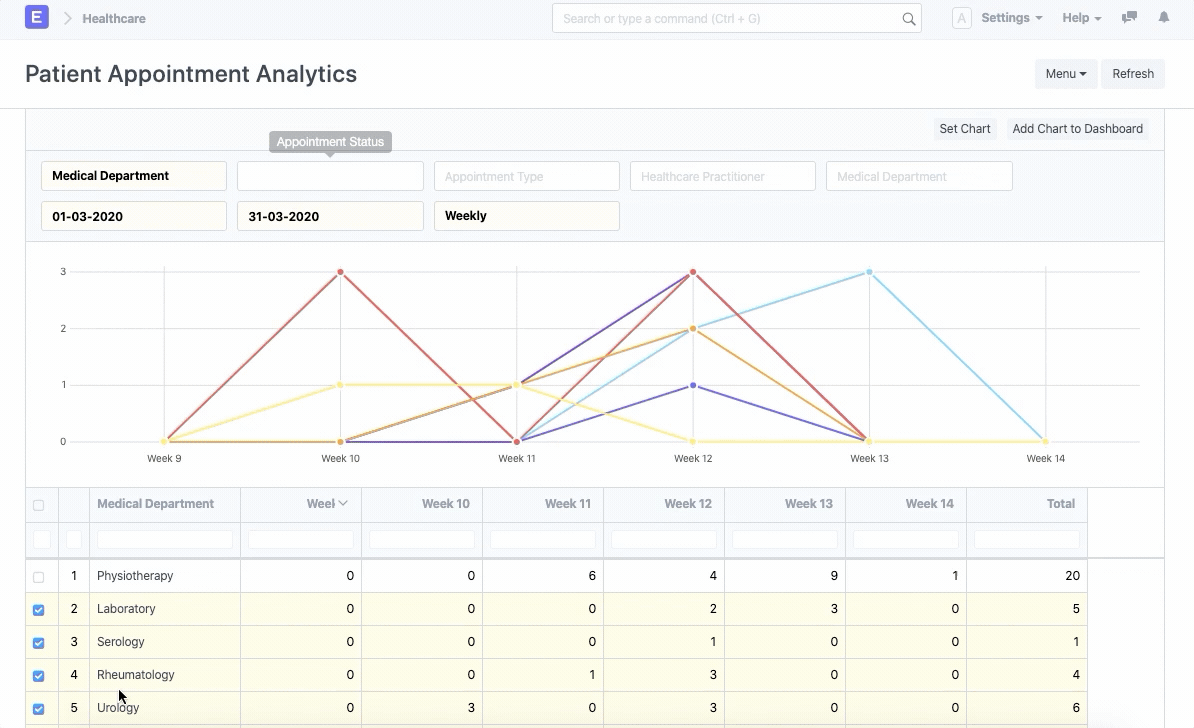 E Healthcare Search or type a command (Ctrl + G) A Settings Help
Patient Appointment Analytics Menu Refresh
Set Chart Add Chart to Dashboard
Appointment Status
Medical Department Appointment Type Healthcare Practitioner Medical Department
01-03-2020 31-03-2020 Weekly
3
2
1
0
Week 9 Week 10 Week 11 Week 12 Week 13 Week 14
Medical Department Week Week 10 Week 11 Week 12 Week 13 Week 14 Total
1 Physiotherapy 0 0 6 4 9 1 20
2 Laboratory 0 0 0 2 3 0 5
3 Serology 0 0 0 1 0 0 1
4 Rheumatology 0 0 1 3 0 0 4
5 Urology 0 3 0 3 0 0 6